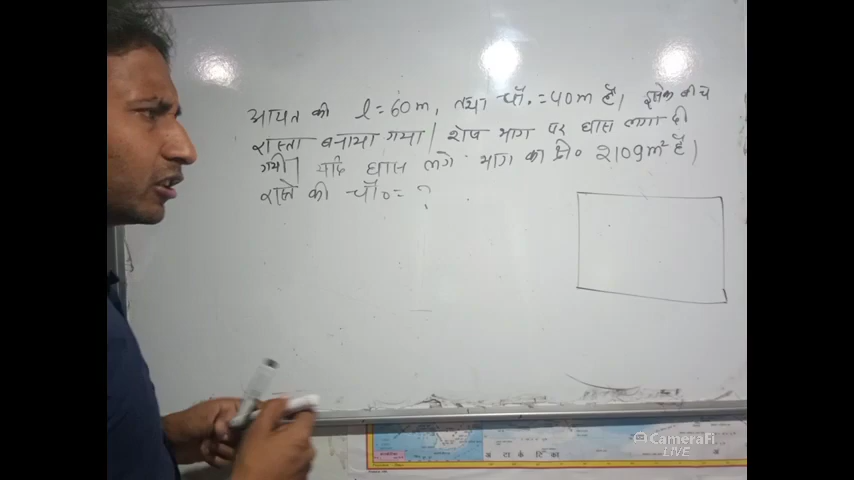 आयत की l = 60m, तथा चौ. = 40m है। इसके बीच
रास्ता बनाया गया। शेष भाग पर घास लगा दी
गयी। यदि घास लगे भाग का क्षे० 2109m² है।
रास्ते की चौ० = ?
CameraFi
LIVE
अं टा र्क टि का